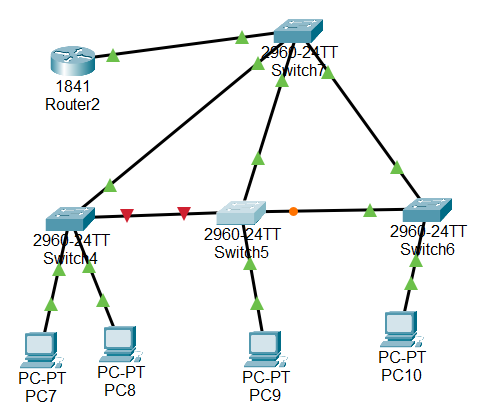 2960-24TT
Switch7
1841
Router2
2960-24TT
Switch4
2960-24TT
Switch5
2960-24TT
Switch6
PC-PT
PC7
PC-PT
PC8
PC-PT
PC9
PC-PT
PC10